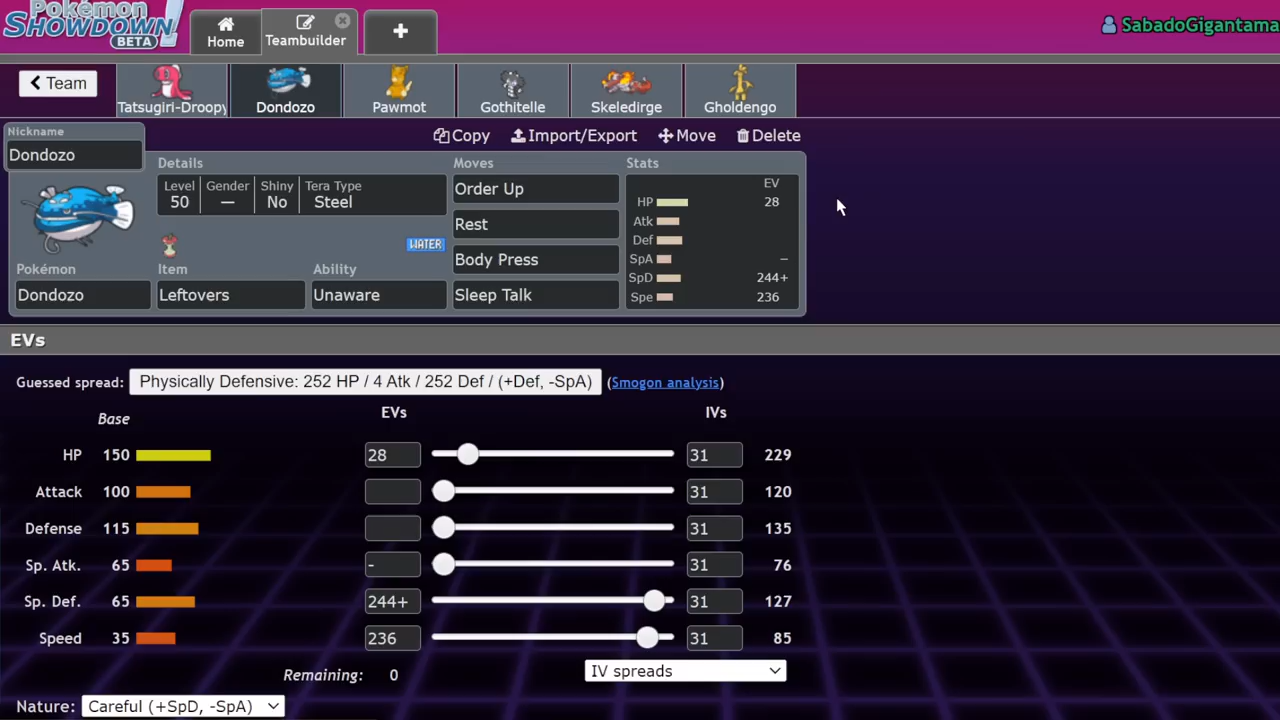 Pokémon
SHOWDOWN!
BETA
Home
Teambuilder
+
SabadoGigantama
Team
Tatsugiri-Droopy
Dondozo
Pawmot
Gothitelle
Skeledirge
Gholdengo
Copy
Import/Export
Move
Delete
Nickname
Dondozo
Details
Level Gender Shiny Tera Type
50 — No Steel
WATER
Pokémon Item Ability
Dondozo Leftovers Unaware
Moves
Order Up
Rest
Body Press
Sleep Talk
Stats
EV
HP 28
Atk
Def
SpA –
SpD 244+
Spe 236
EVs
Guessed spread: Physically Defensive: 252 HP / 4 Atk / 252 Def / (+Def, -SpA) (Smogon analysis)
Base EVs IVs
HP 150 28 31 229
Attack 100 31 120
Defense 115 31 135
Sp. Atk. 65 - 31 76
Sp. Def. 65 244+ 31 127
Speed 35 236 31 85
Remaining: 0 IV spreads
Nature: Careful (+SpD, -SpA)